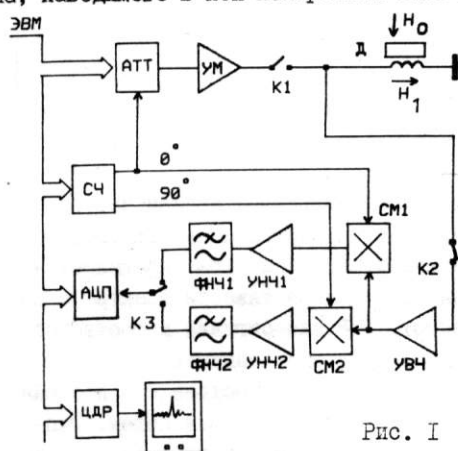 ЭВМ
АТТ
УМ
К1
Д
H₀
H₁
0°
90°
СЧ
СМ1
К2
АЦП
К3
ФНЧ1
УНЧ1
ФНЧ2
УНЧ2
СМ2
УВЧ
ЦДР
Рис. I